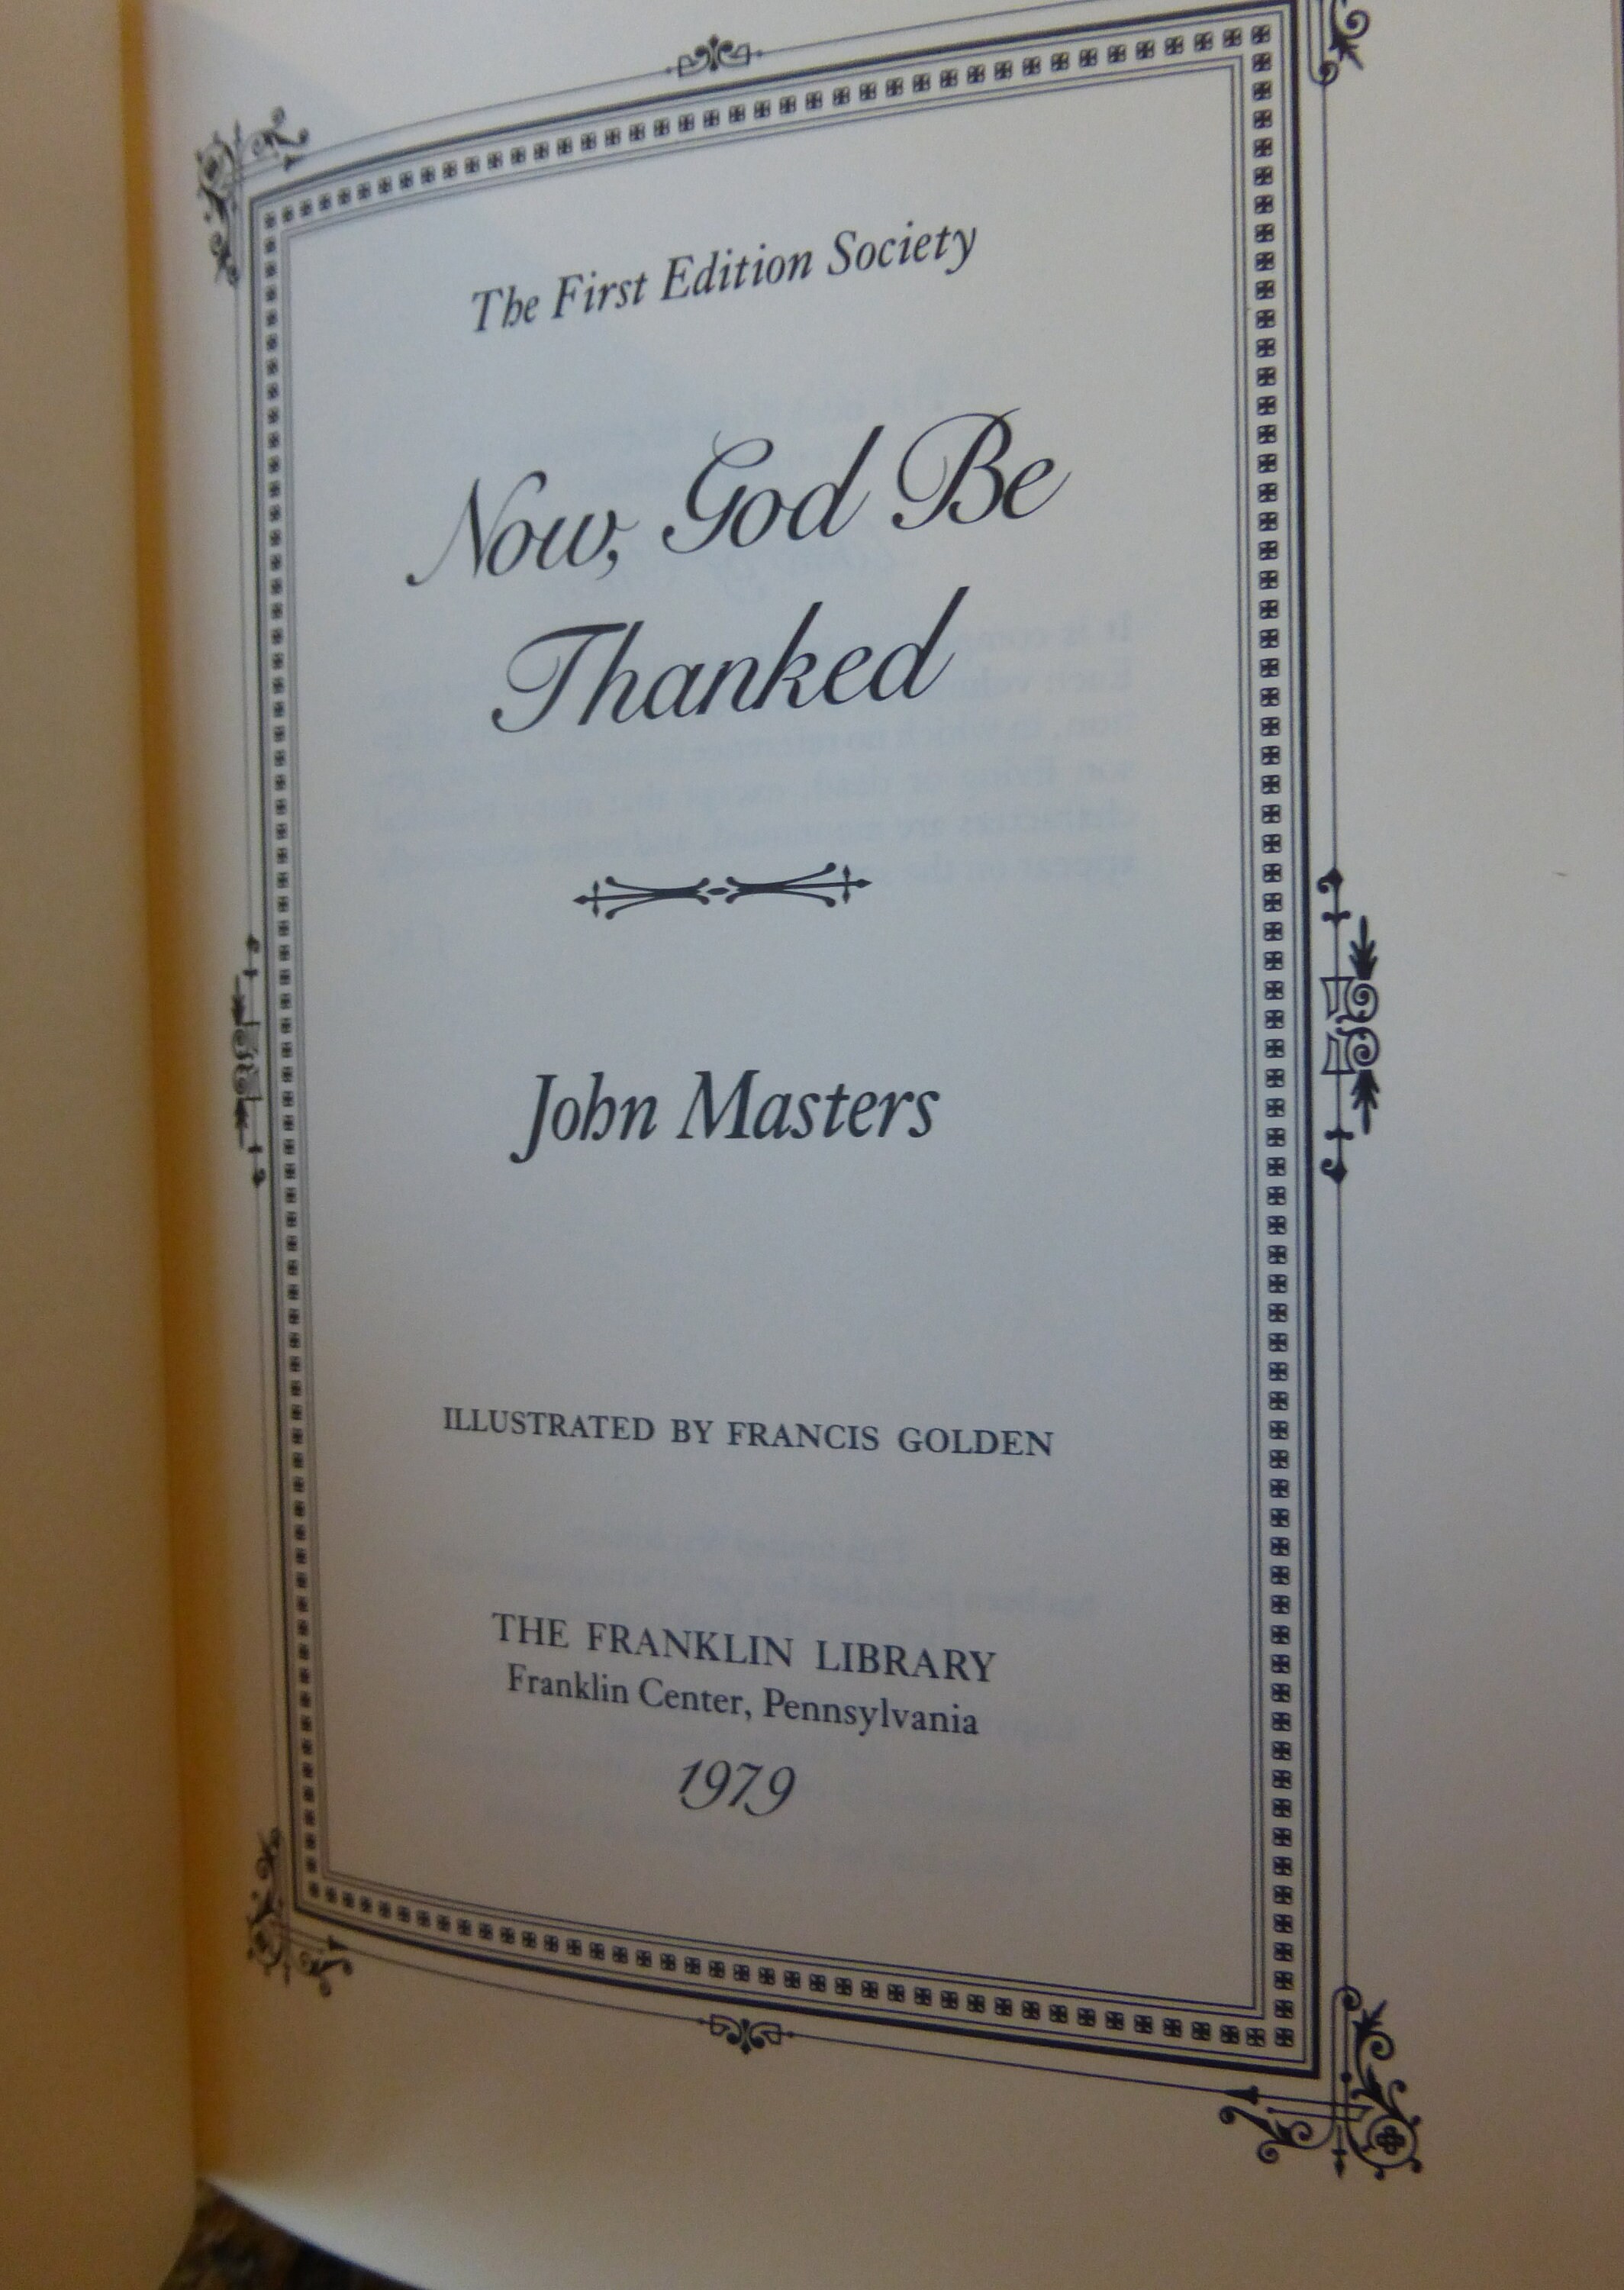 The First Edition Society
Now, God Be
Thanked
John Masters
ILLUSTRATED BY FRANCIS GOLDEN
THE FRANKLIN LIBRARY
Franklin Center, Pennsylvania
1979